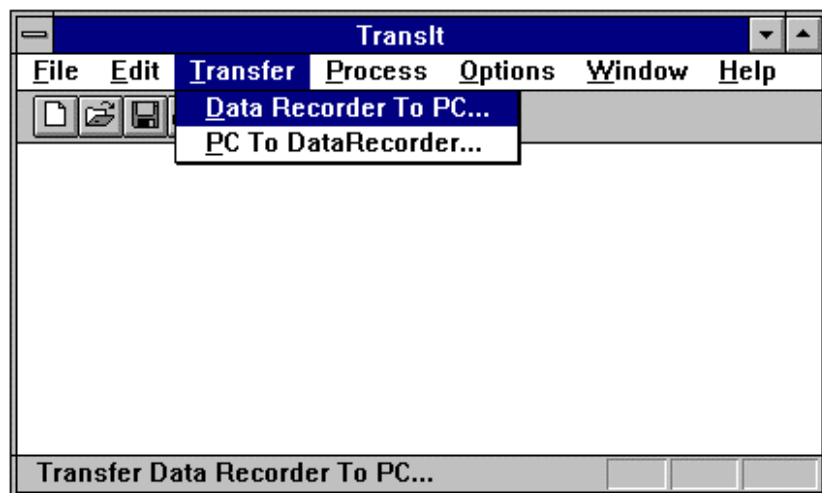 TransIt
File Edit Transfer Process Options Window Help
Data Recorder To PC...
PC To DataRecorder...
Transfer Data Recorder To PC...